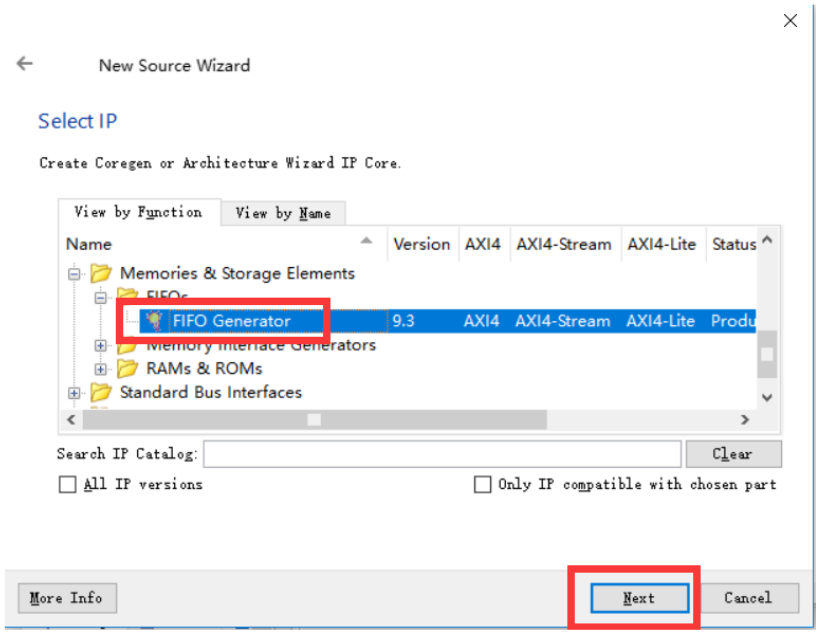 New Source Wizard
Select IP
Create Coregen or Architecture Wizard IP Core.
View by Function View by Name
Name Version AXI4 AXI4-Stream AXI4-Lite Status
Memories & Storage Elements
FIFOs
FIFO Generator 9.3 AXI4 AXI4-Stream AXI4-Lite Produ
Memory Interface Generators
RAMs & ROMs
Standard Bus Interfaces
Search IP Catalog: Clear
All IP versions Only IP compatible with chosen part
More Info Next Cancel